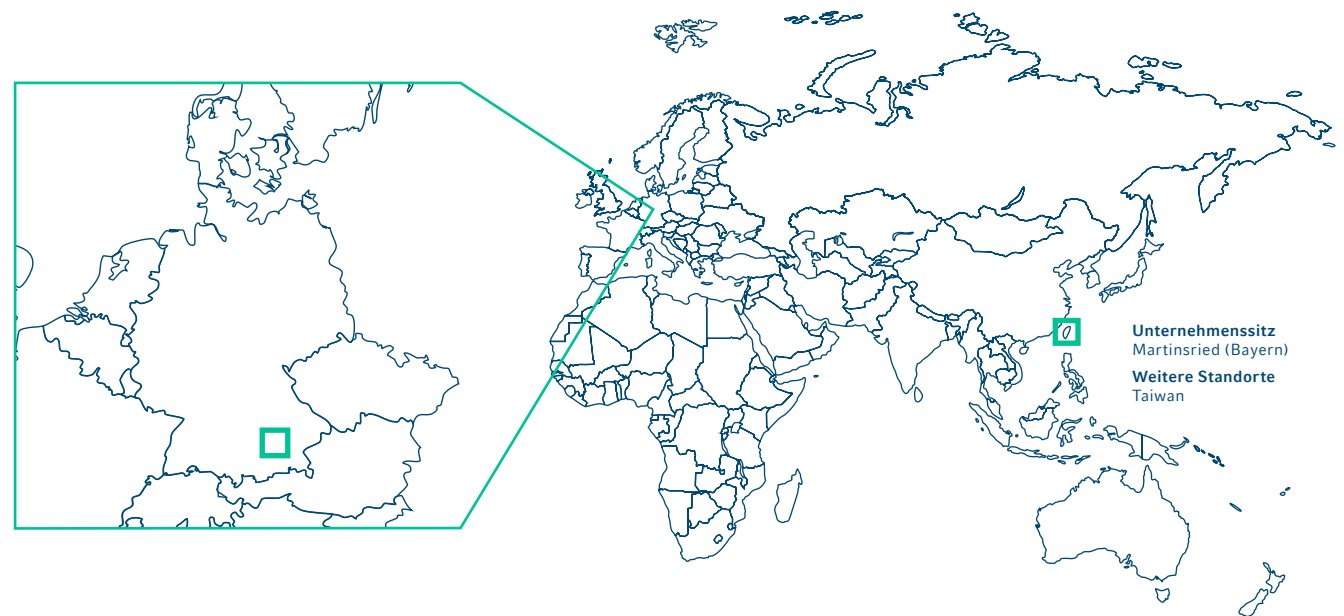 Unternehmenssitz
Martinsried (Bayern)
Weitere Standorte
Taiwan